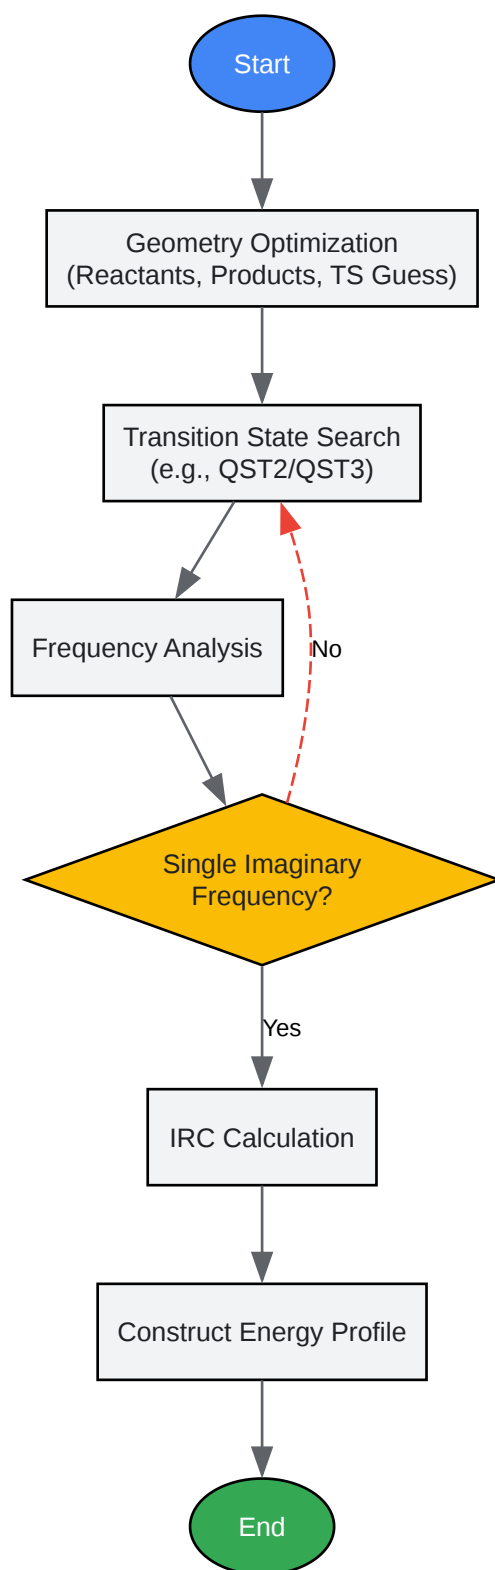 Start
Geometry Optimization
(Reactants, Products, TS Guess)
Transition State Search
(e.g., QST2/QST3)
Frequency Analysis
No
Single Imaginary
Frequency?
Yes
IRC Calculation
Construct Energy Profile
End